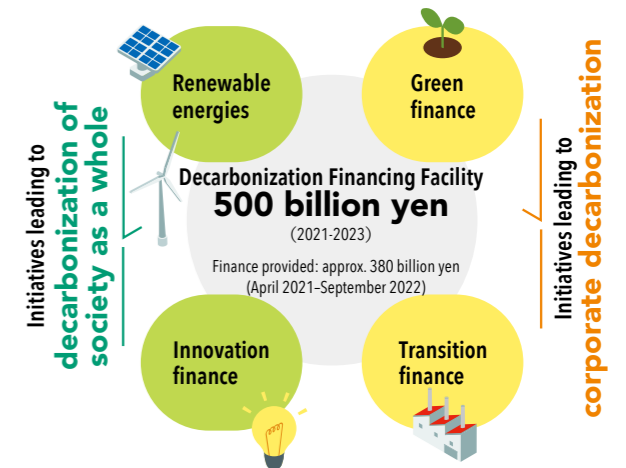 Initiatives leading to
decarbonization of
society as a whole
Renewable
energies
Green
finance
Decarbonization Financing Facility
500 billion yen
(2021-2023)
Finance provided: approx. 380 billion yen
(April 2021–September 2022)
Innovation
finance
Transition
finance
Initiatives leading to
corporate decarbonization